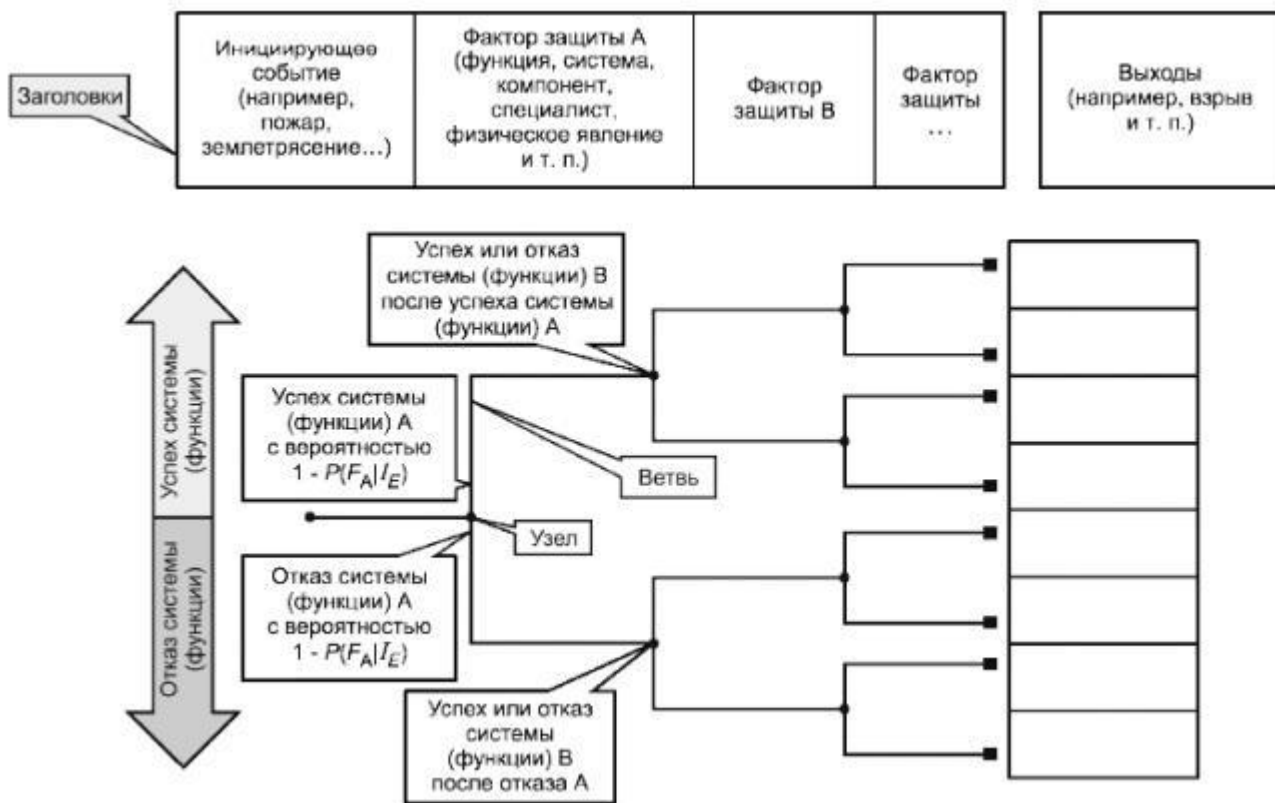 Заголовки
Инициирующее
событие
(например,
пожар,
землетрясение...)
Фактор защиты А
(функция, система,
компонент,
специалист,
физическое явление
и т. п.)
Фактор
защиты В
Фактор
защиты
...
Выходы
(например, взрыв
и т. п.)
Успех системы
(функции)
Отказ системы
(функции)
Успех или отказ
системы (функции) В
после успеха системы
(функции) А
Успех системы
(функции) А
с вероятностью
1 - P(F_A|I_E)
Ветвь
Узел
Отказ системы
(функции) А
с вероятностью
1 - P(F_A|I_E)
Успех или отказ
системы
(функции) В
после отказа А